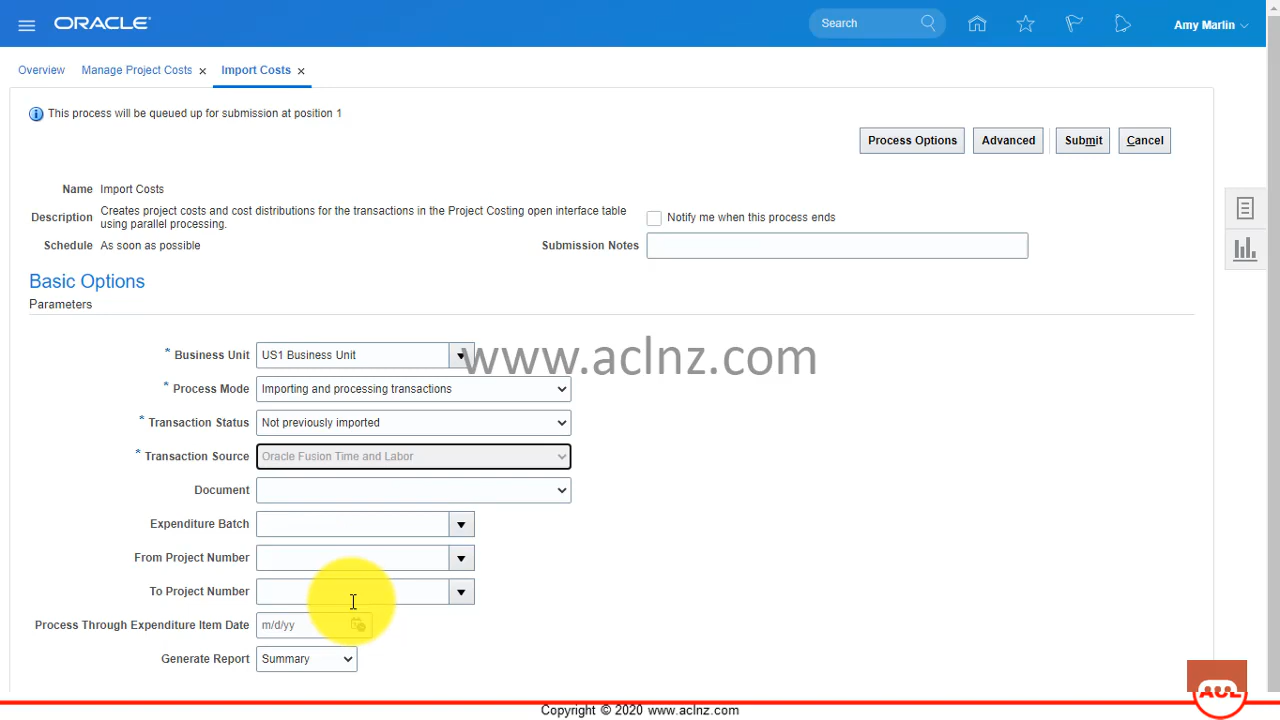 ORACLE
Search
Amy Marlin
Overview
Manage Project Costs
Import Costs
This process will be queued up for submission at position 1
Process Options
Advanced
Submit
Cancel
Name Import Costs
Description Creates project costs and cost distributions for the transactions in the Project Costing open interface table
using parallel processing.
Notify me when this process ends
Schedule As soon as possible
Submission Notes
Basic Options
Parameters
* Business Unit US1 Business Unit
www.aclnz.com
* Process Mode Importing and processing transactions
* Transaction Status Not previously imported
* Transaction Source Oracle Fusion Time and Labor
Document
Expenditure Batch
From Project Number
To Project Number
Process Through Expenditure Item Date m/d/yy
Generate Report Summary
ACL
Copyright © 2020 www.aclnz.com